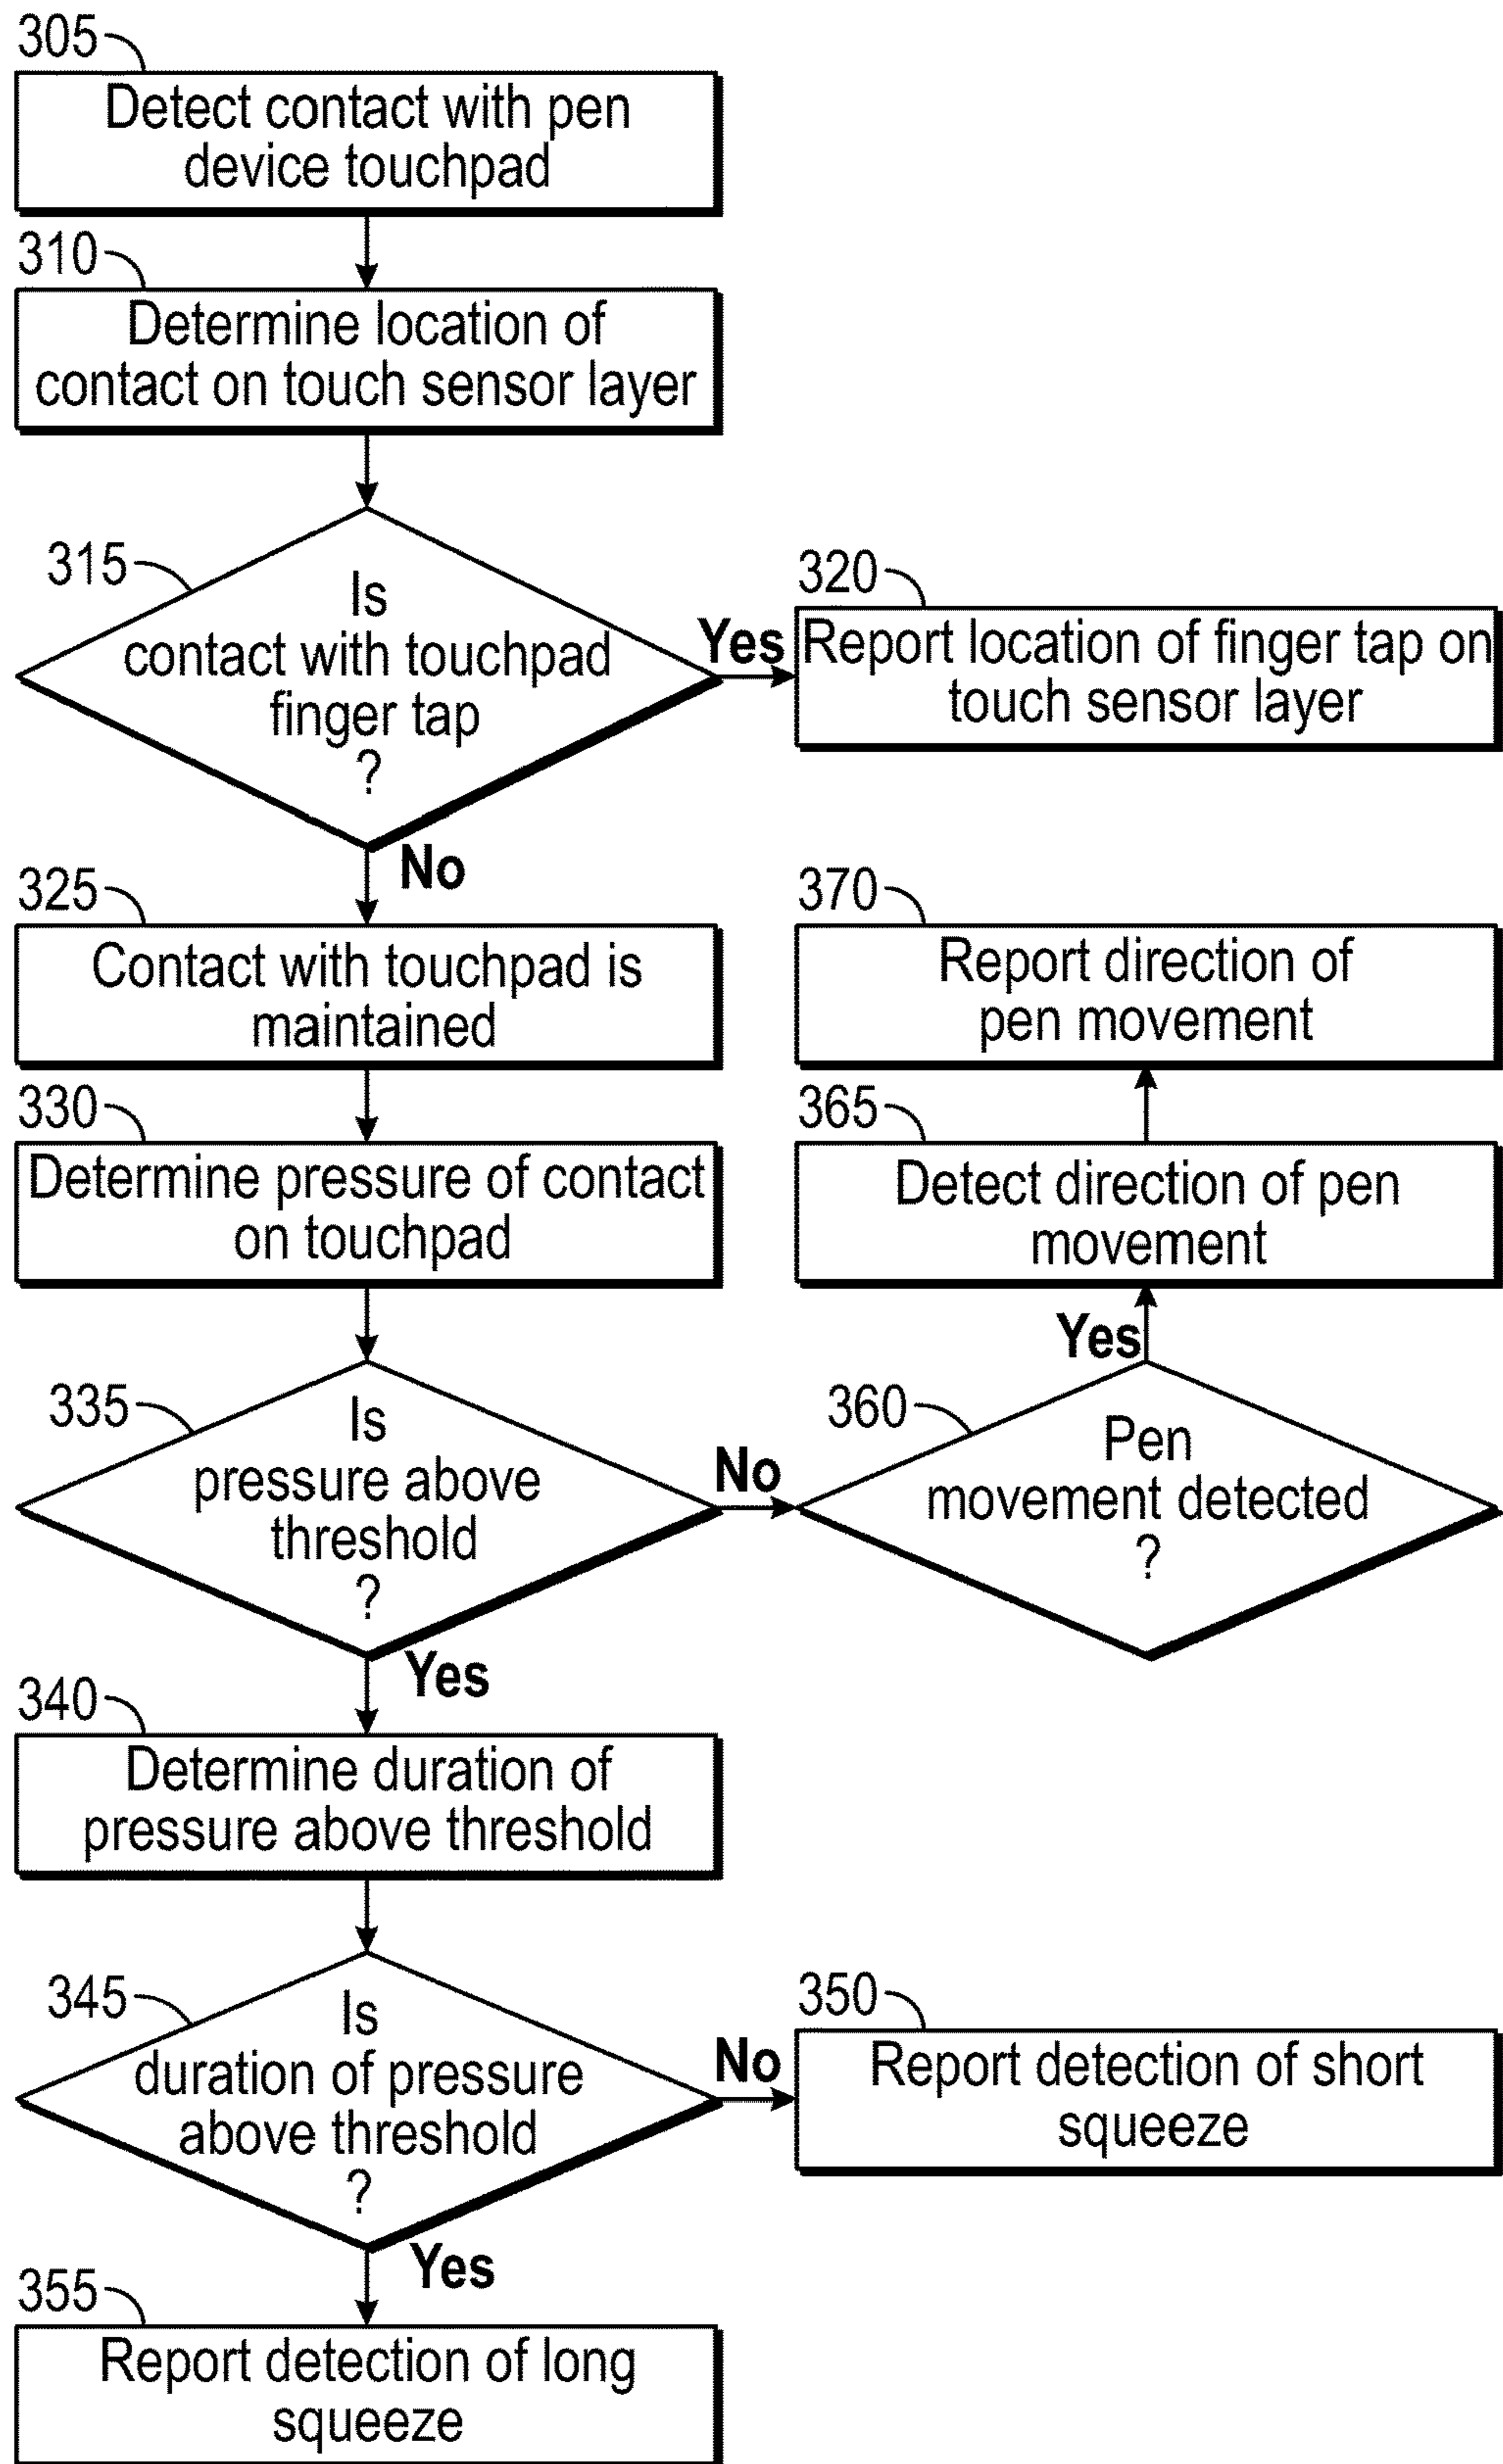 305
Detect contact with pen
device touchpad
310
Determine location of
contact on touch sensor layer
315
Is
contact with touchpad
finger tap
?
Yes
320
Report location of finger tap on
touch sensor layer
No
325
Contact with touchpad is
maintained
330
Determine pressure of contact
on touchpad
335
Is
pressure above
threshold
?
No
360
Pen
movement detected
?
Yes
365
Detect direction of pen
movement
370
Report direction of
pen movement
Yes
340
Determine duration of
pressure above threshold
345
Is
duration of pressure
above threshold
?
No
350
Report detection of short
squeeze
Yes
355
Report detection of long
squeeze